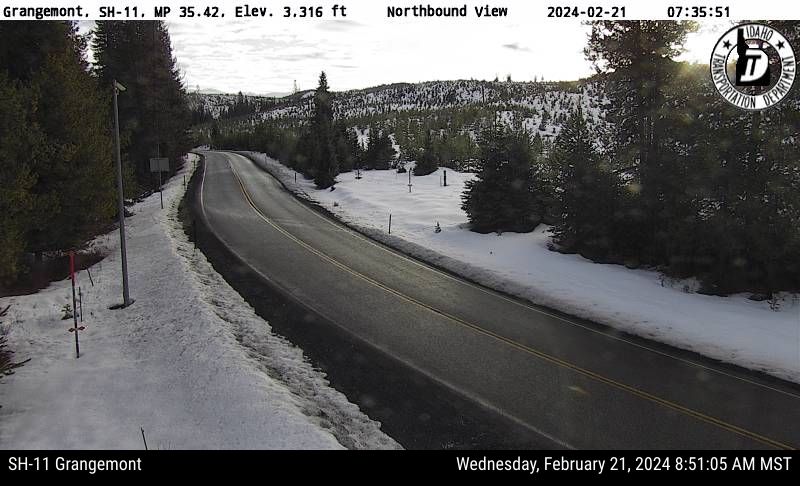 Grangemont, SH-11, MP 35.42, Elev. 3,316 ft Northbound View 2024-02-21 07:35:51
IDAHO
TRANSPORTATION DEPARTMENT
SH-11 Grangemont Wednesday, February 21, 2024 8:51:05 AM MST